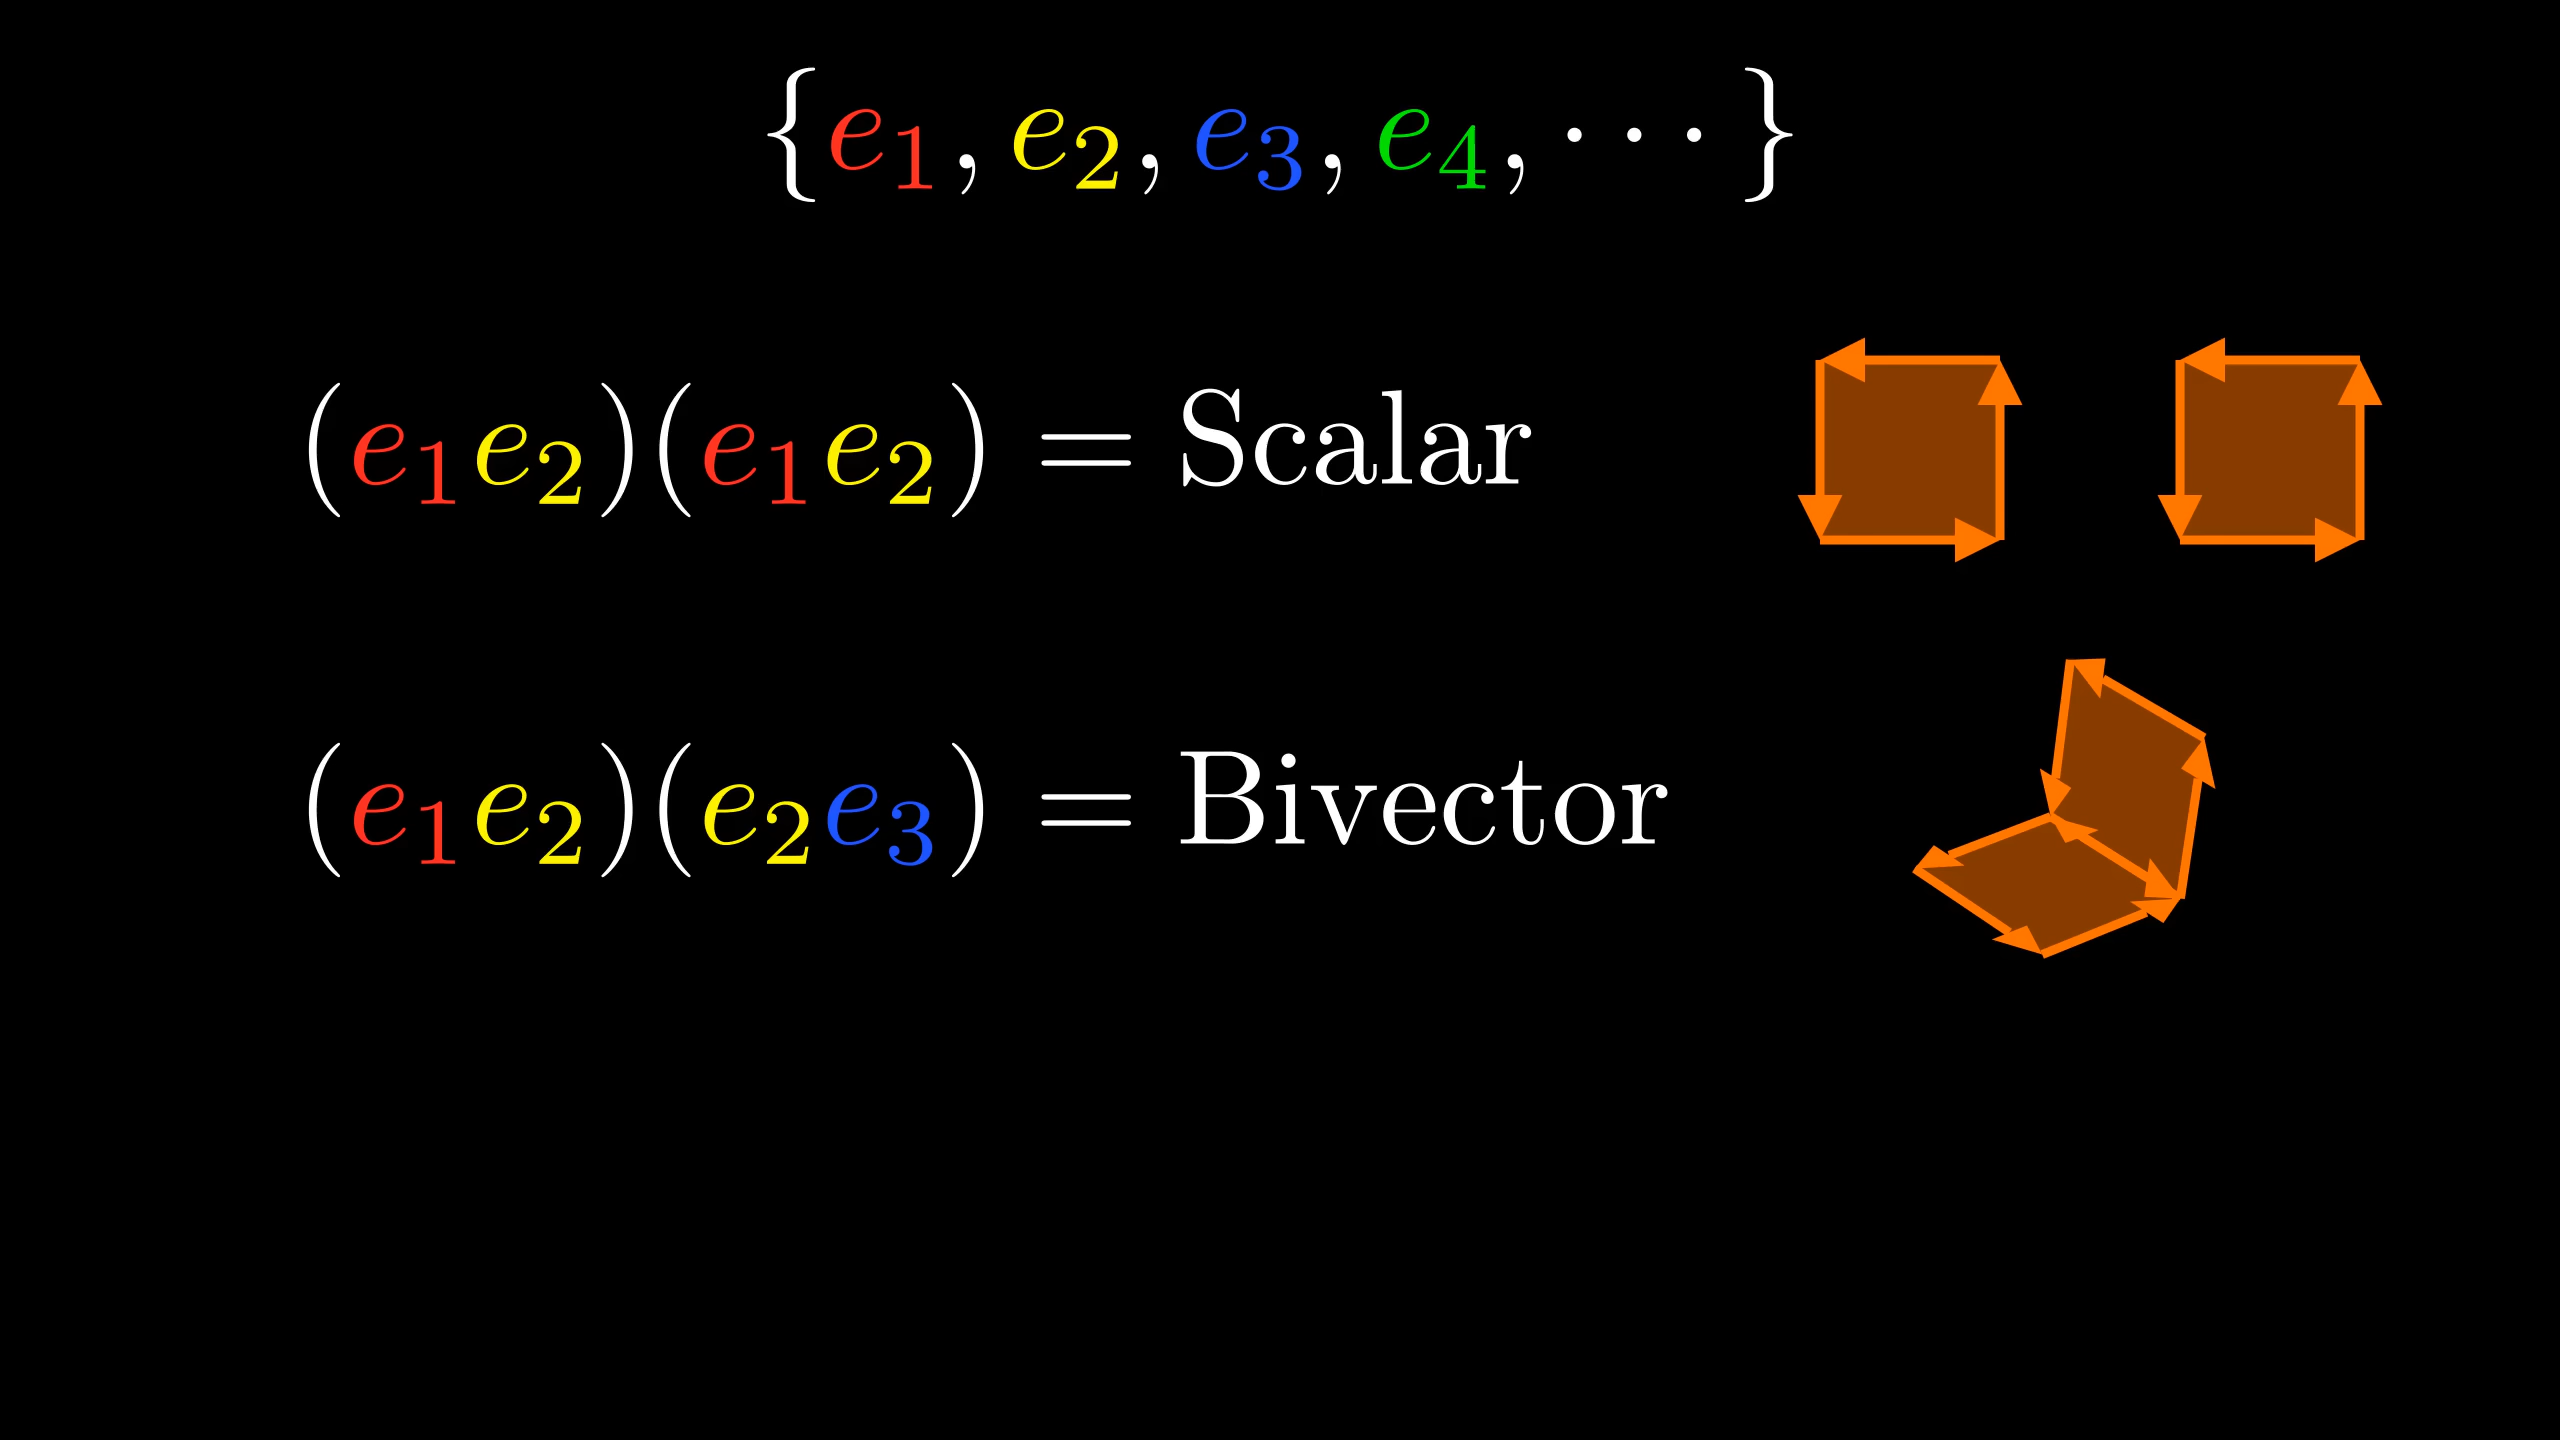 {e₁, e₂, e₃, e₄, ⋯}
(e₁e₂)(e₁e₂) = Scalar
(e₁e₂)(e₂e₃) = Bivector